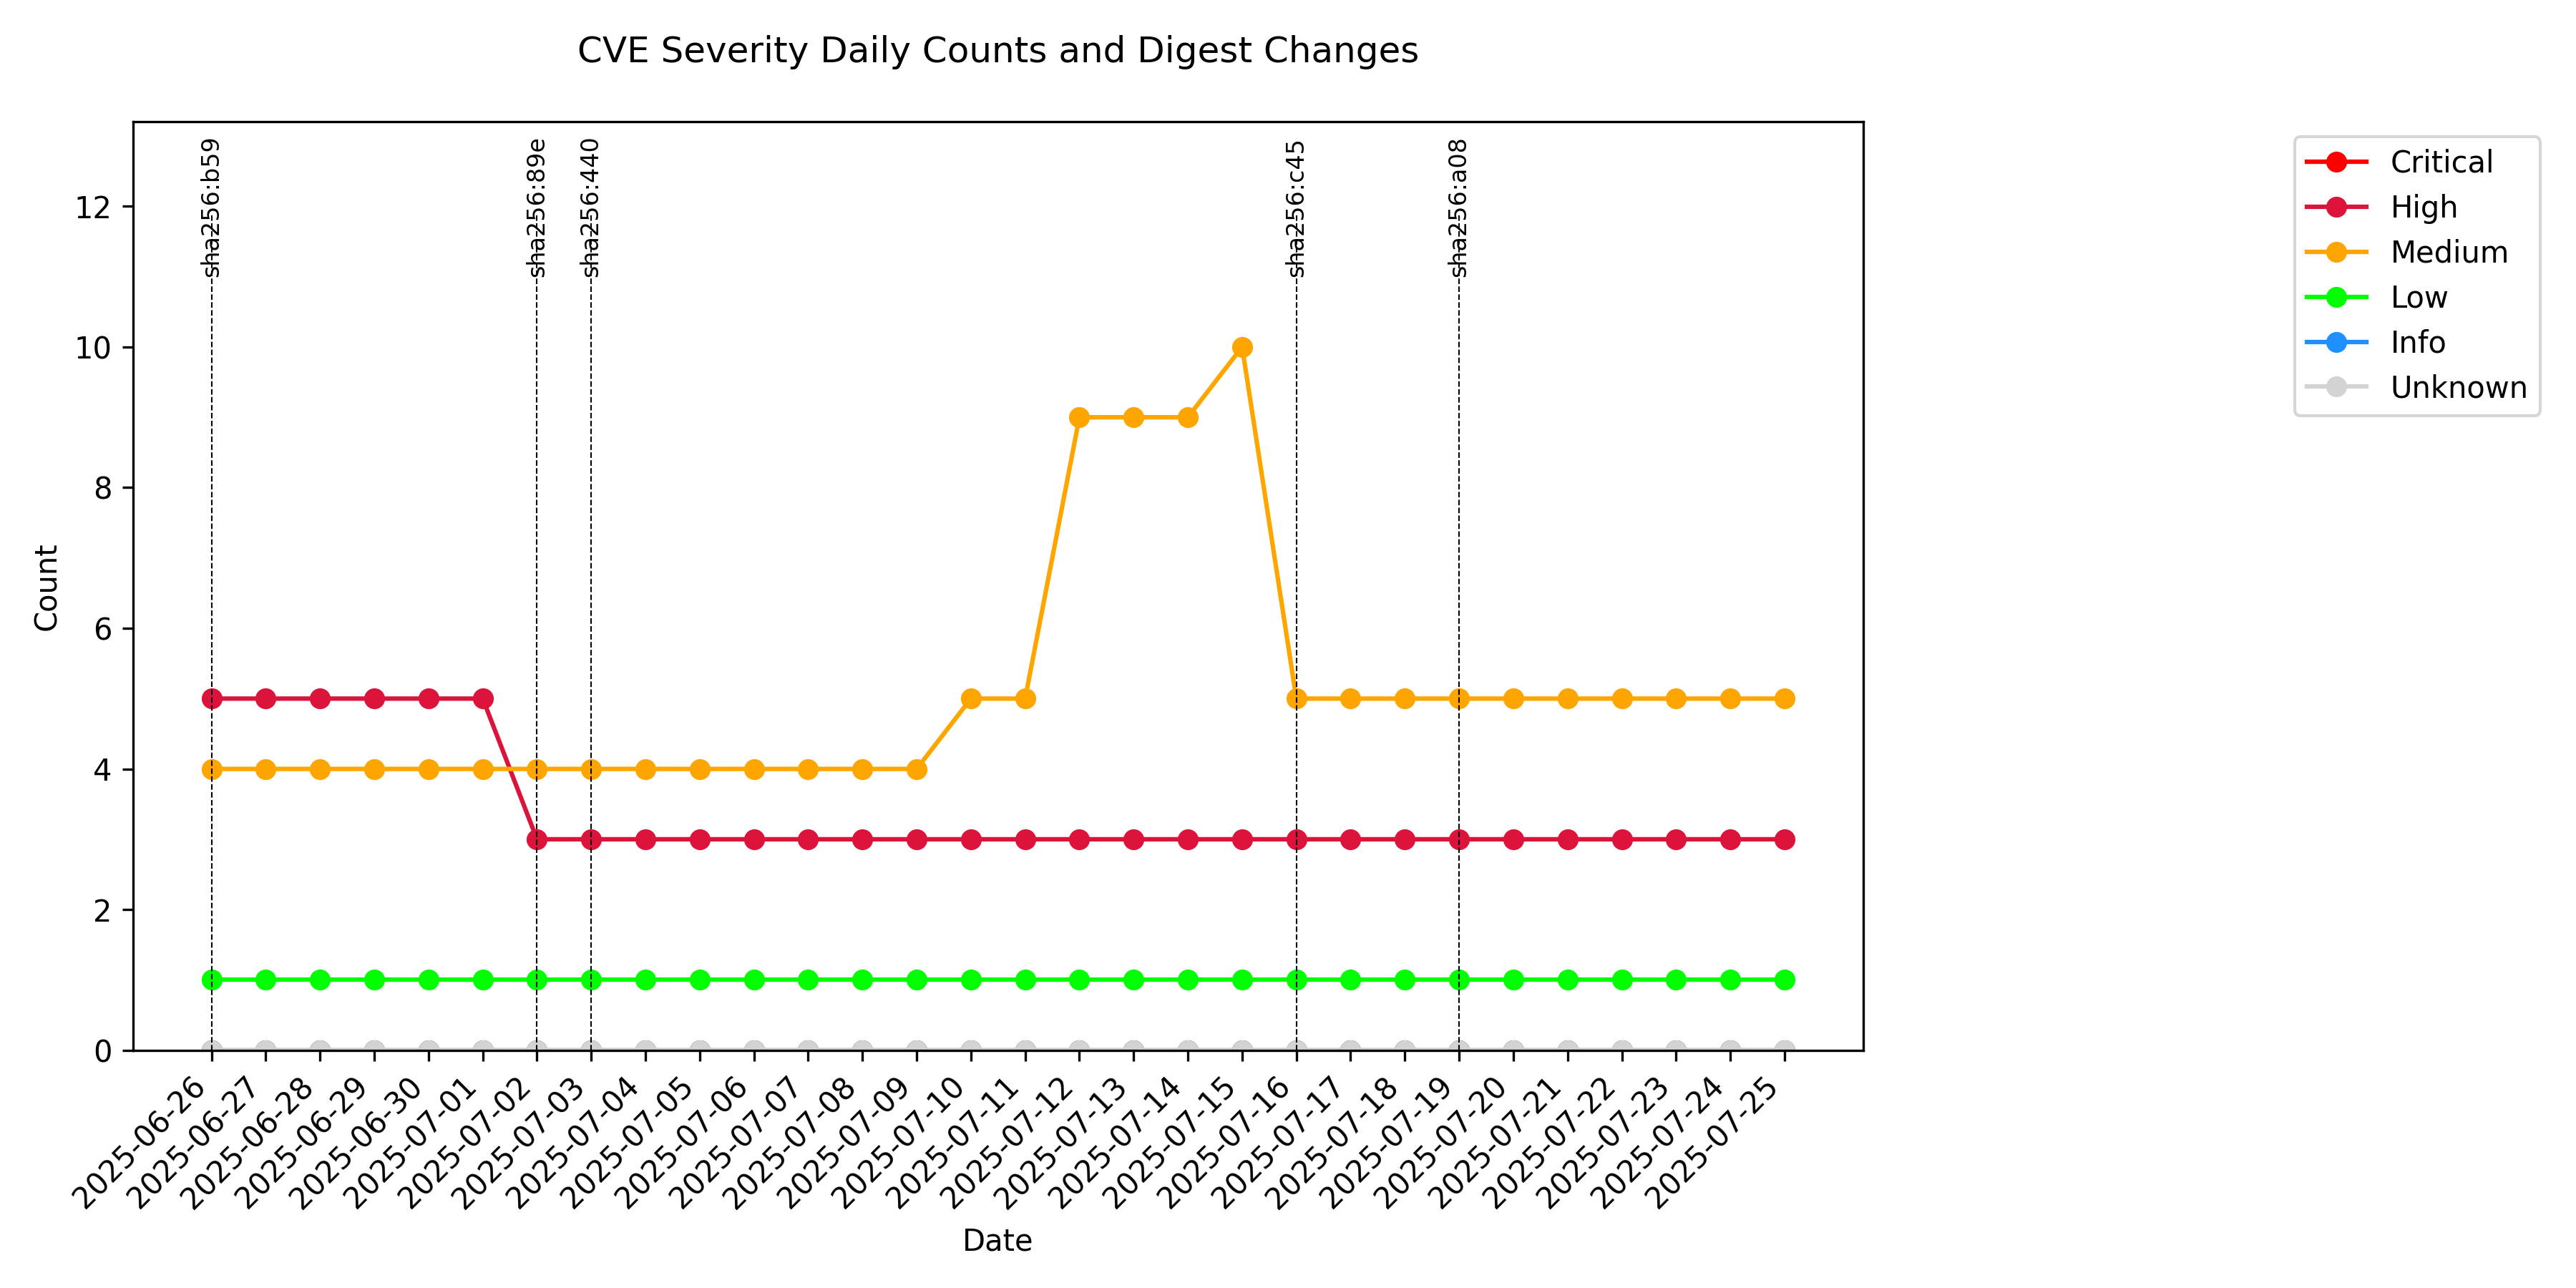 CVE Severity Daily Counts and Digest Changes
sha256:b59
sha256:89e
sha256:440
sha256:c45
sha256:a08
Critical
High
Medium
Low
Info
Unknown
Count
12
10
8
6
4
2
0
2025-06-26
2025-06-27
2025-06-28
2025-06-29
2025-06-30
2025-07-01
2025-07-02
2025-07-03
2025-07-04
2025-07-05
2025-07-06
2025-07-07
2025-07-08
2025-07-09
2025-07-10
2025-07-11
2025-07-12
2025-07-13
2025-07-14
2025-07-15
2025-07-16
2025-07-17
2025-07-18
2025-07-19
2025-07-20
2025-07-21
2025-07-22
2025-07-23
2025-07-24
2025-07-25
Date